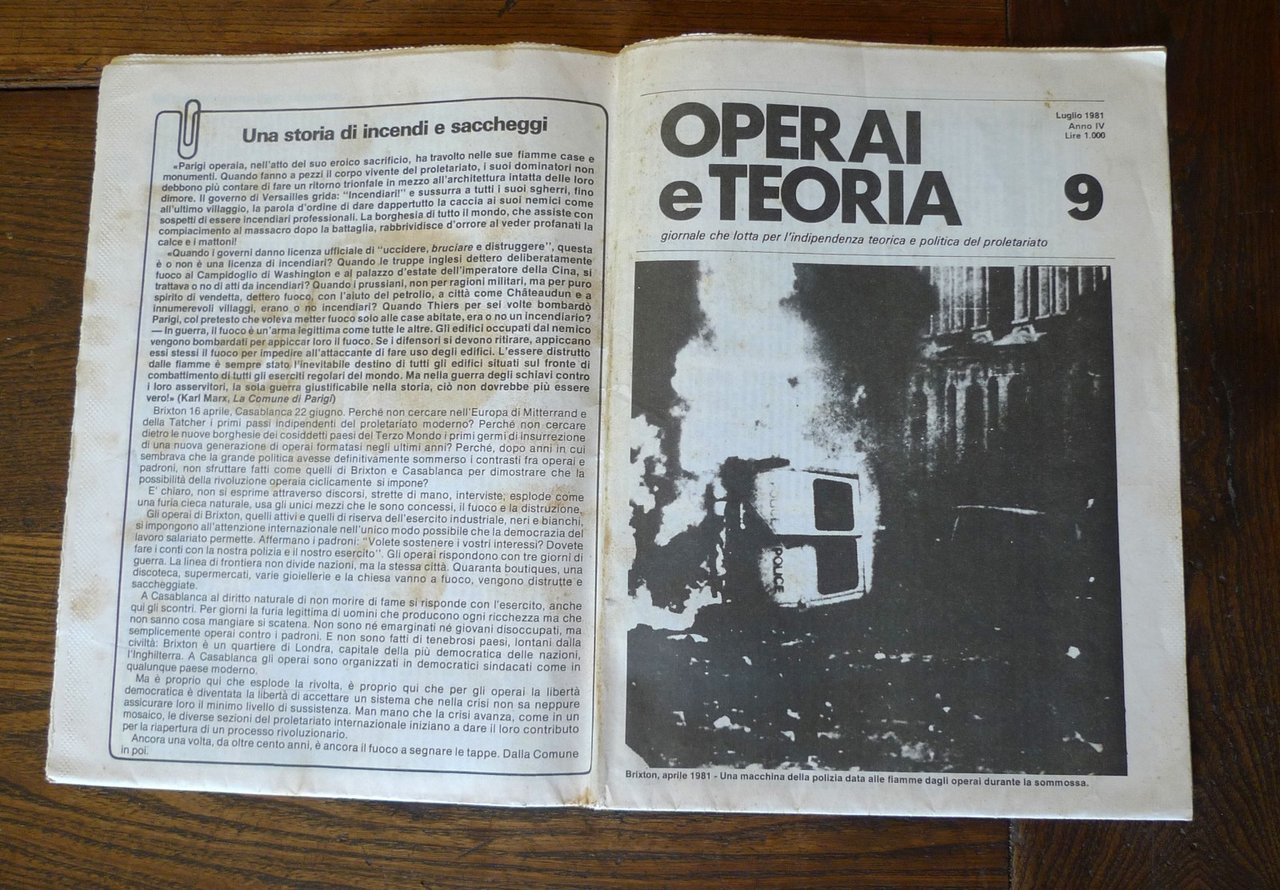 Una storia di incendi e saccheggi
«Parigi operaia, nell'atto del suo eroico sacrificio, ha travolto nelle sue fiamme case e
monumenti. Quando fanno a pezzi il corpo vivente del proletariato, i suoi dominatori non
debbono più contare di fare un ritorno trionfale in mezzo all'architettura intatta delle loro
dimore. Il governo di Versailles grida: "Incendiari!" e sussurra a tutti i suoi sgherri, fino
all'ultimo villaggio, la parola d'ordine di dare dappertutto la caccia ai suoi nemici come
sospetti di essere incendiari professionali. La borghesia di tutto il mondo, che assiste con
compiacimento al massacro dopo la battaglia, rabbrividisce d'orrore al veder profanati la
calce e i mattoni!
«Quando i governi danno licenza ufficiale di "uccidere, bruciare e distruggere", questa
è o non è una licenza di incendiari? Quando le truppe inglesi dettero deliberatamente
fuoco al Campidoglio di Washington e al palazzo d'estate dell'imperatore della Cina, si
trattava o no di atti da incendiari? Quando i prussiani, non per ragioni militari, ma per puro
spirito di vendetta, dettero fuoco, con l'aiuto del petrolio, a città come Châteaudun e a
innumerevoli villaggi, erano o no incendiari? Quando Thiers per sei volte bombardò
Parigi, col pretesto che voleva metter fuoco solo alle case abitate, era o no un incendiario?
— In guerra, il fuoco è un'arma legittima come tutte le altre. Gli edifici occupati dal nemico
vengono bombardati per appiccar loro il fuoco. Se i difensori si devono ritirare, appiccano
essi stessi il fuoco per impedire all'attaccante di fare uso degli edifici. L'essere distrutto
dalle fiamme è sempre stato l'inevitabile destino di tutti gli edifici situati sul fronte di
combattimento di tutti gli eserciti regolari del mondo. Ma nella guerra degli schiavi contro
i loro asservitori, la sola guerra giustificabile nella storia, ciò non dovrebbe più essere
vero!» (Karl Marx, La Comune di Parigi)
Brixton 16 aprile, Casablanca 22 giugno. Perché non cercare nell'Europa di Mitterrand e
della Tatcher i primi passi indipendenti del proletariato moderno? Perché non cercare
dietro le nuove borghesie dei cosiddetti paesi del Terzo Mondo i primi germi di insurrezione
di una nuova generazione di operai formatasi negli ultimi anni? Perché, dopo anni in cui
sembrava che la grande politica avesse definitivamente sommerso i contrasti fra operai e
padroni, non sfruttare fatti come quelli di Brixton e Casablanca per dimostrare che la
possibilità della rivoluzione operaia ciclicamente si impone?
E' chiaro, non si esprime attraverso discorsi, strette di mano, interviste; esplode come
una furia cieca naturale, usa gli unici mezzi che le sono concessi, il fuoco e la distruzione.
Gli operai di Brixton, quelli attivi e quelli di riserva dell'esercito industriale, neri e bianchi,
si impongono all'attenzione internazionale nell'unico modo possibile che la democrazia del
lavoro salariato permette. Affermano i padroni: "Volete sostenere i vostri interessi? Dovete
fare i conti con la nostra polizia e il nostro esercito". Gli operai rispondono con tre giorni di
guerra. La linea di frontiera non divide nazioni, ma la stessa città. Quaranta boutiques, una
discoteca, supermercati, varie gioiellerie e la chiesa vanno a fuoco, vengono distrutte e
saccheggiate.
A Casablanca al diritto naturale di non morire di fame si risponde con l'esercito, anche
qui gli scontri. Per giorni la furia legittima di uomini che producono ogni ricchezza ma che
non sanno cosa mangiare si scatena. Non sono né emarginati né giovani disoccupati, ma
semplicemente operai contro i padroni. E non sono fatti di tenebrosi paesi, lontani dalla
civiltà: Brixton è un quartiere di Londra, capitale della più democratica delle nazioni,
l'Inghilterra. A Casablanca gli operai sono organizzati in democratici sindacati come in
qualunque paese moderno.
Ma è proprio qui che esplode la rivolta, è proprio qui che per gli operai la libertà
democratica è diventata la libertà di accettare un sistema che nella crisi non sa neppure
assicurare loro il minimo livello di sussistenza. Man mano che la crisi avanza, come in un
mosaico, le diverse sezioni del proletariato internazionale iniziano a dare il loro contributo
per la riapertura di un processo rivoluzionario.
Ancora una volta, da oltre cento anni, è ancora il fuoco a segnare le tappe. Dalla Comune
in poi.
OPERAI
e TEORIA
Luglio 1981
Anno IV
Lire 1.000
9
giornale che lotta per l'indipendenza teorica e politica del proletariato
POLICE
POLICE
Brixton, aprile 1981 - Una macchina della polizia data alle fiamme dagli operai durante la sommossa.